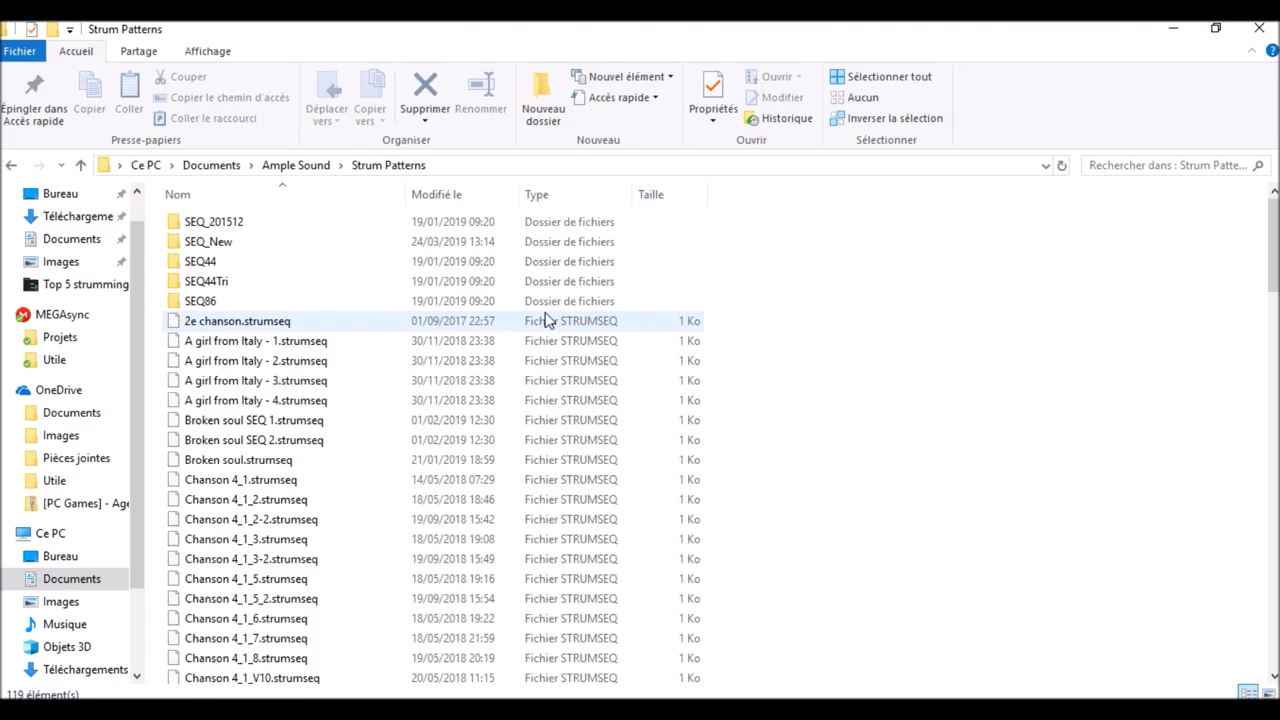 Strum Patterns
Fichier Accueil Partage Affichage
Épingler dans Accès rapide
Copier
Coller
Couper
Copier le chemin d'accès
Coller le raccourci
Presse-papiers
Déplacer vers
Copier vers
Supprimer
Renommer
Organiser
Nouveau dossier
Nouvel élément
Accès rapide
Nouveau
Propriétés
Ouvrir
Modifier
Historique
Ouvrir
Sélectionner tout
Aucun
Inverser la sélection
Sélectionner
Ce PC > Documents > Ample Sound > Strum Patterns
Rechercher dans : Strum Patte...
Bureau
Téléchargeme
Documents
Images
Top 5 strumming
MEGAsync
Projets
Utile
OneDrive
Documents
Images
Pièces jointes
Utile
[PC Games] - Age
Ce PC
Bureau
Documents
Images
Musique
Objets 3D
Téléchargements
119 élément(s)
Nom Modifié le Type Taille
SEQ_201512 19/01/2019 09:20 Dossier de fichiers
SEQ_New 24/03/2019 13:14 Dossier de fichiers
SEQ44 19/01/2019 09:20 Dossier de fichiers
SEQ44Tri 19/01/2019 09:20 Dossier de fichiers
SEQ86 19/01/2019 09:20 Dossier de fichiers
2e chanson.strumseq 01/09/2017 22:57 Fichier STRUMSEQ 1 Ko
A girl from Italy - 1.strumseq 30/11/2018 23:38 Fichier STRUMSEQ 1 Ko
A girl from Italy - 2.strumseq 30/11/2018 23:38 Fichier STRUMSEQ 1 Ko
A girl from Italy - 3.strumseq 30/11/2018 23:38 Fichier STRUMSEQ 1 Ko
A girl from Italy - 4.strumseq 30/11/2018 23:38 Fichier STRUMSEQ 1 Ko
Broken soul SEQ 1.strumseq 01/02/2019 12:30 Fichier STRUMSEQ 1 Ko
Broken soul SEQ 2.strumseq 01/02/2019 12:30 Fichier STRUMSEQ 1 Ko
Broken soul.strumseq 21/01/2019 18:59 Fichier STRUMSEQ 1 Ko
Chanson 4_1.strumseq 14/05/2018 07:29 Fichier STRUMSEQ 1 Ko
Chanson 4_1_2.strumseq 18/05/2018 18:46 Fichier STRUMSEQ 1 Ko
Chanson 4_1_2-2.strumseq 19/09/2018 15:42 Fichier STRUMSEQ 1 Ko
Chanson 4_1_3.strumseq 18/05/2018 19:08 Fichier STRUMSEQ 1 Ko
Chanson 4_1_3-2.strumseq 19/09/2018 15:49 Fichier STRUMSEQ 1 Ko
Chanson 4_1_5.strumseq 18/05/2018 19:16 Fichier STRUMSEQ 1 Ko
Chanson 4_1_5_2.strumseq 19/09/2018 15:54 Fichier STRUMSEQ 1 Ko
Chanson 4_1_6.strumseq 18/05/2018 19:22 Fichier STRUMSEQ 1 Ko
Chanson 4_1_7.strumseq 18/05/2018 21:59 Fichier STRUMSEQ 1 Ko
Chanson 4_1_8.strumseq 19/05/2018 20:19 Fichier STRUMSEQ 1 Ko
Chanson 4_1_V10.strumseq 20/05/2018 11:15 Fichier STRUMSEQ 1 Ko